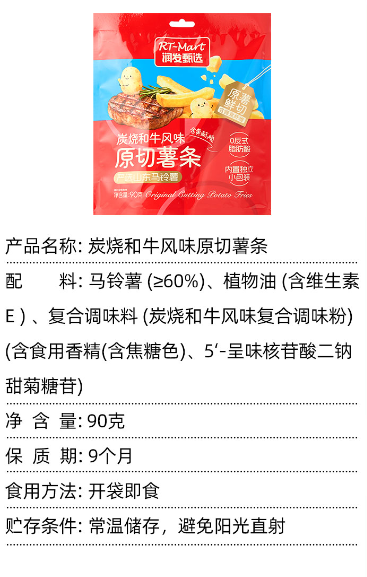 RT-Mart
润发甄选
原薯
鲜切
炭烧和牛风味
原切薯条
0反式
脂肪酸
内置独立
小包装
净含量:90克
Original Cutting Potato Fries
产品名称: 炭烧和牛风味原切薯条
配 料: 马铃薯 (≥60%)、植物油 (含维生素
E ) 、复合调味料 (炭烧和牛风味复合调味粉)
(含食用香精(含焦糖色)、5‘-呈味核苷酸二钠
甜菊糖苷)
净 含 量: 90克
保 质 期: 9个月
食用方法: 开袋即食
贮存条件: 常温储存，避免阳光直射